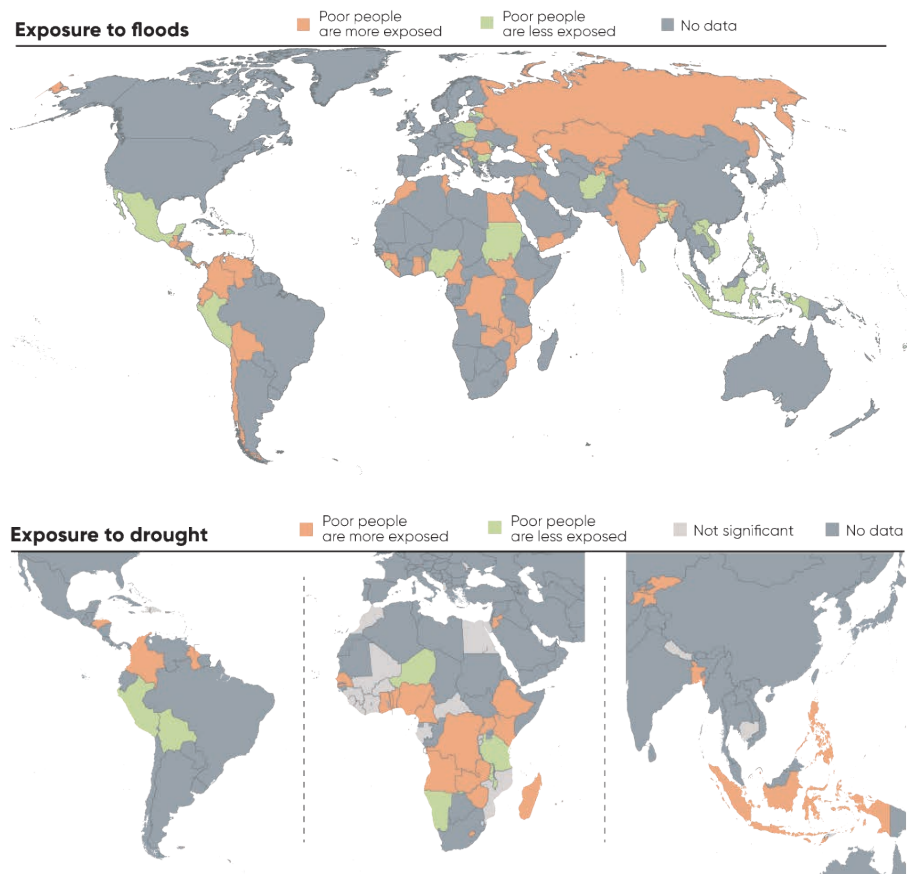 Exposure to floods
Poor people
are more exposed
Poor people
are less exposed
No data
Exposure to drought
Poor people
are more exposed
Poor people
are less exposed
Not significant
No data